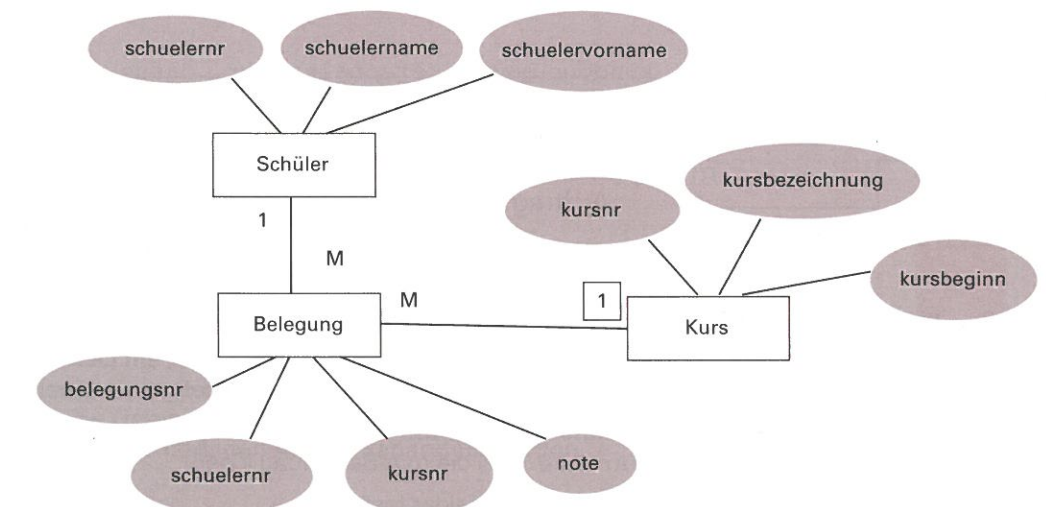 schuelernr
schuelername
schuelervorname
Schüler
kursbezeichnung
kursnr
1
M
kursbeginn
M
1
Belegung
Kurs
belegungsnr
schuelernr
kursnr
note